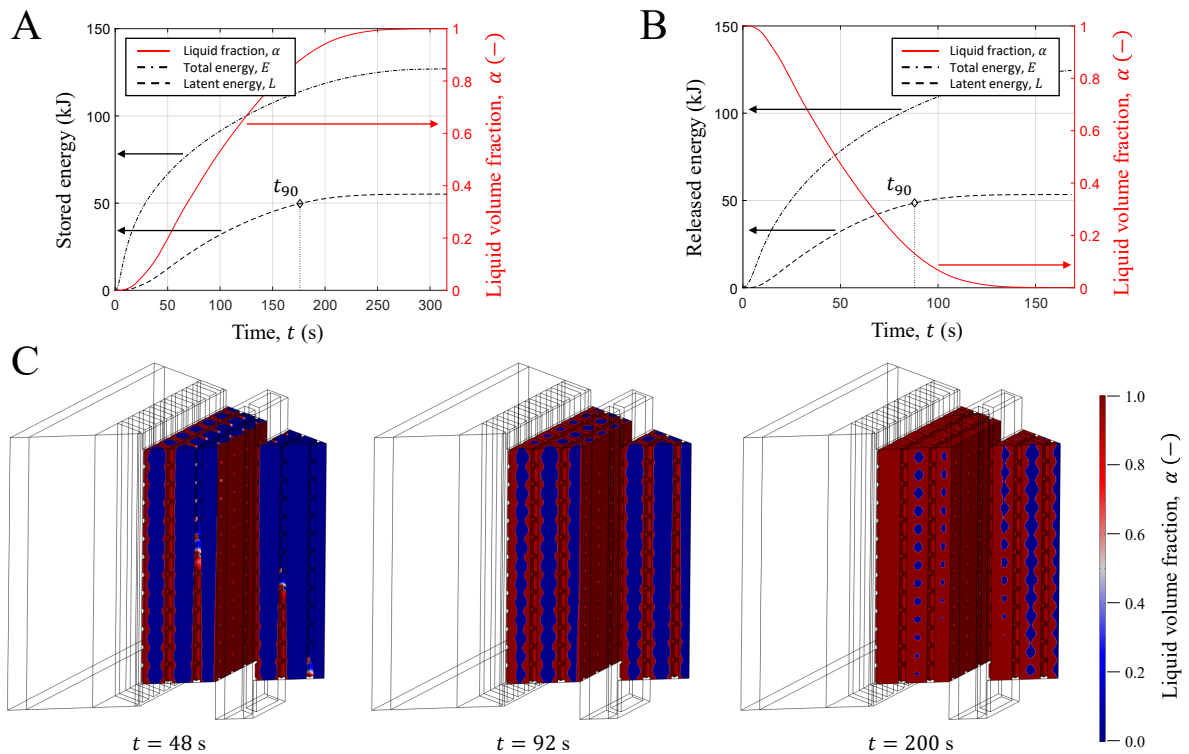 A
Liquid fraction, α
Total energy, E
Latent energy, L
t90
Stored energy (kJ)
150
100
50
0
0 50 100 150 200 250 300
Time, t (s)
1
0.8
0.6
0.4
0.2
0
Liquid volume fraction, α (−)
B
Liquid fraction, α
Total energy, E
Latent energy, L
t90
Released energy (kJ)
150
100
50
0
0 50 100 150
Time, t (s)
1
0.8
0.6
0.4
0.2
0
Liquid volume fraction, α (−)
C
t = 48 s
t = 92 s
t = 200 s
1.0
0.8
0.6
0.4
0.2
0.0
Liquid volume fraction, α (−)